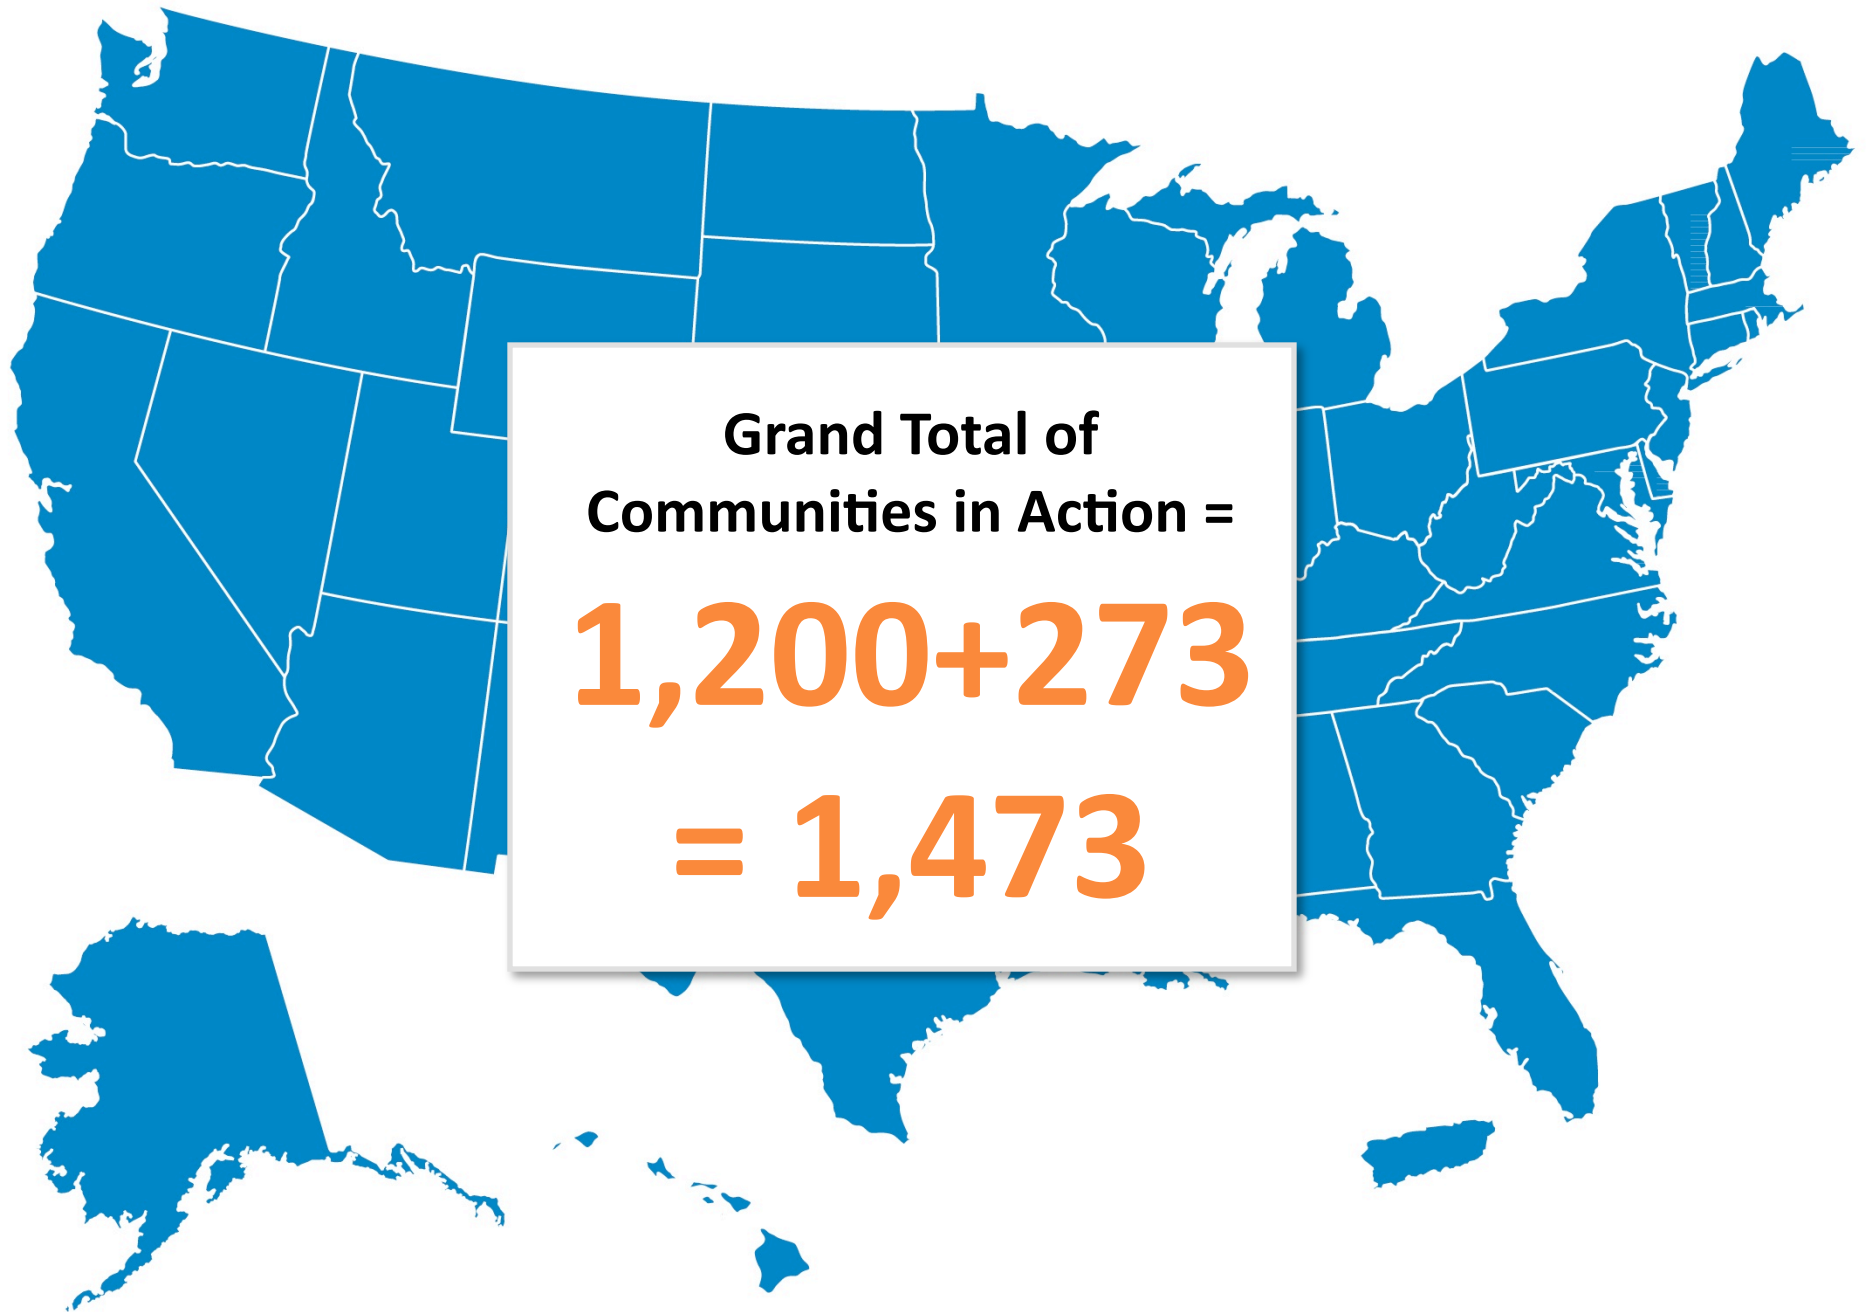 Grand Total of
Communities in Action =
1,200+273
= 1,473